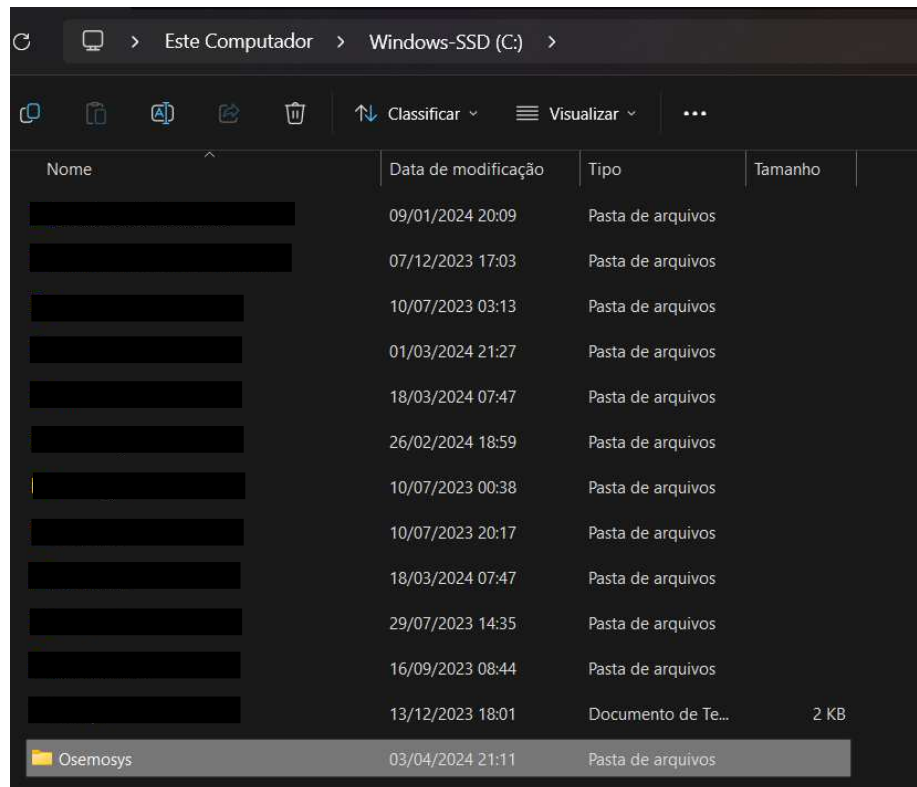 Este Computador > Windows-SSD (C:) >
Classificar Visualizar
Nome Data de modificação Tipo Tamanho
09/01/2024 20:09 Pasta de arquivos
07/12/2023 17:03 Pasta de arquivos
10/07/2023 03:13 Pasta de arquivos
01/03/2024 21:27 Pasta de arquivos
18/03/2024 07:47 Pasta de arquivos
26/02/2024 18:59 Pasta de arquivos
10/07/2023 00:38 Pasta de arquivos
10/07/2023 20:17 Pasta de arquivos
18/03/2024 07:47 Pasta de arquivos
29/07/2023 14:35 Pasta de arquivos
16/09/2023 08:44 Pasta de arquivos
13/12/2023 18:01 Documento de Te... 2 KB
Osemosys 03/04/2024 21:11 Pasta de arquivos